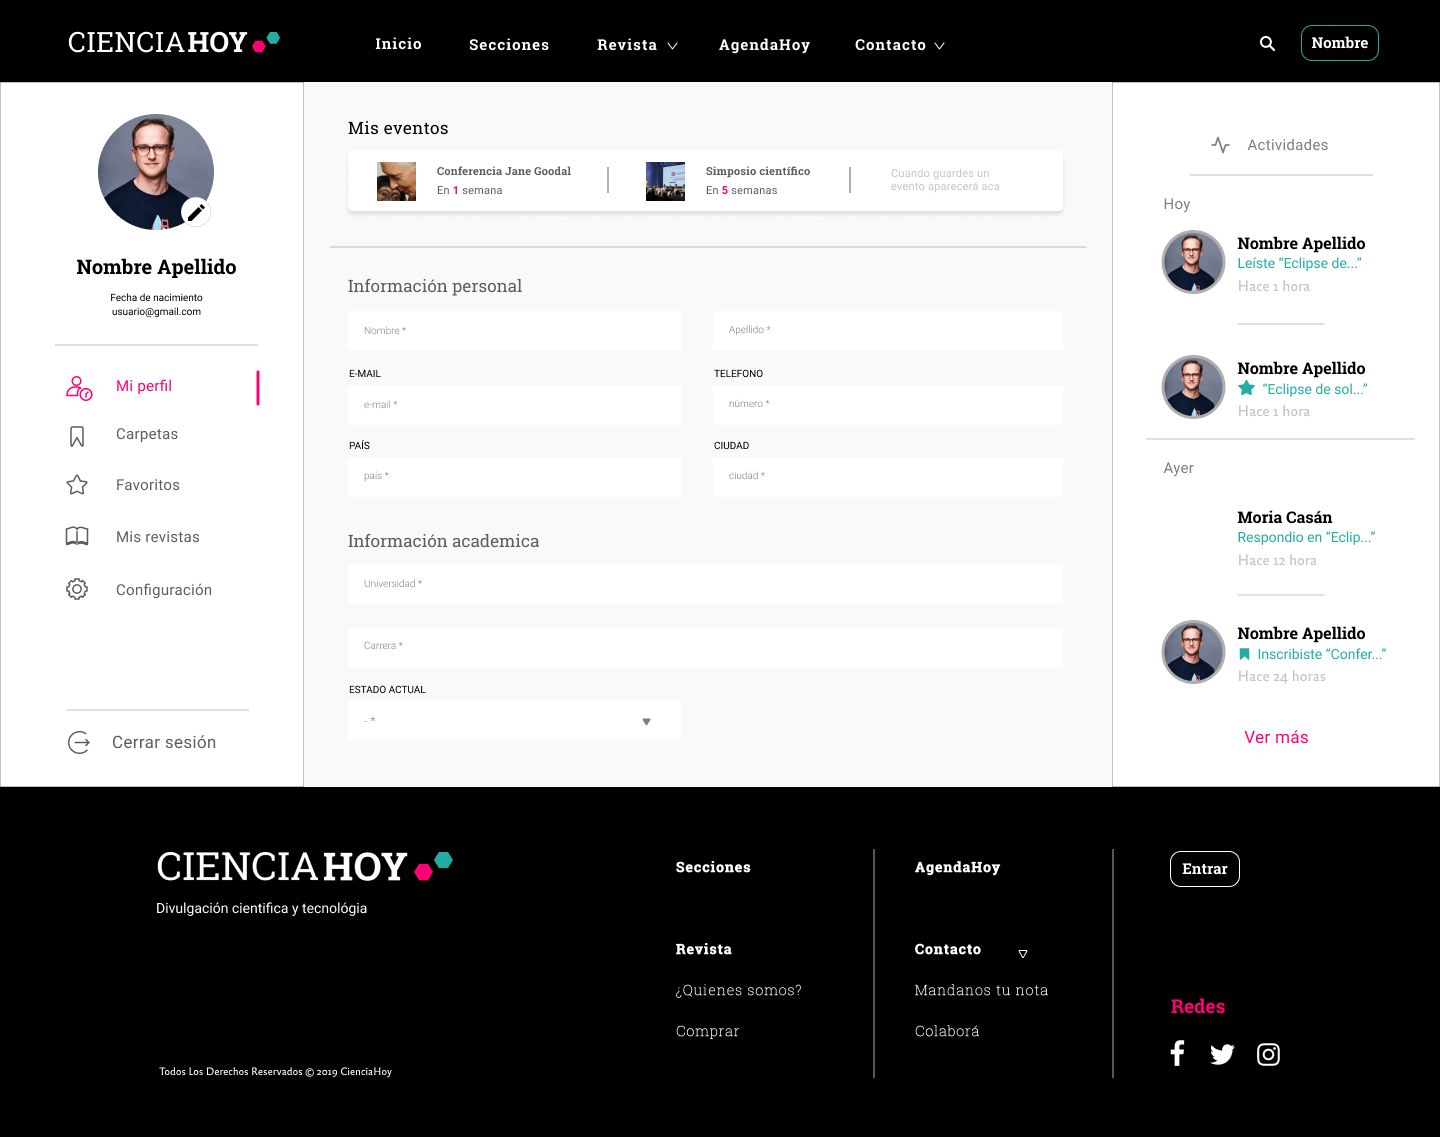 CIENCIAHOY
Inicio
Secciones
Revista
AgendaHoy
Contacto
Nombre
Nombre Apellido
Fecha de nacimiento
usuario@gmail.com
Mi perfil
Carpetas
Favoritos
Mis revistas
Configuración
Cerrar sesión
Mis eventos
Conferencia Jane Goodal
En 1 semana
Simposio científico
En 5 semanas
Cuando guardes un
evento aparecerá aca
Información personal
Nombre *
Apellido *
E-MAIL
e-mail *
TELEFONO
número *
PAÍS
país *
CIUDAD
ciudad *
Información academica
Universidad *
Carrera *
ESTADO ACTUAL
- *
Actividades
Hoy
Nombre Apellido
Leíste “Eclipse de...”
Hace 1 hora
Nombre Apellido
“Eclipse de sol...”
Hace 1 hora
Ayer
Moria Casán
Respondio en “Eclip...”
Hace 12 hora
Nombre Apellido
Inscribiste “Confer...“
Hace 24 horas
Ver más
CIENCIAHOY
Divulgación cientifica y tecnológia
Todos Los Derechos Reservados © 2019 CienciaHoy
Secciones
Revista
¿Quienes somos?
Comprar
AgendaHoy
Contacto
Mandanos tu nota
Colaborá
Entrar
Redes